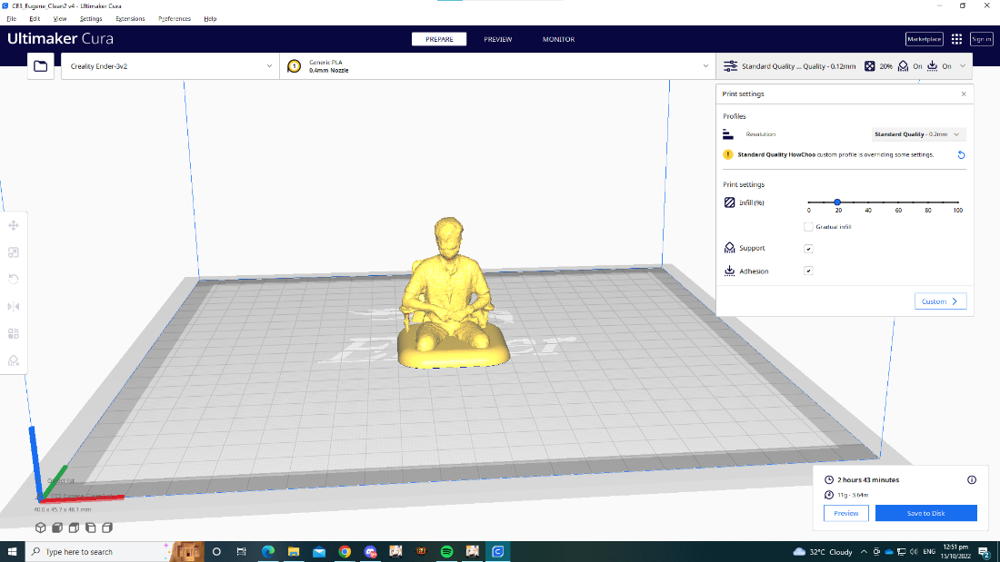 CE3_Eugene_Clean2 v4 - Ultimaker Cura
File Edit View Settings Extensions Preferences Help
Ultimaker Cura
PREPARE PREVIEW MONITOR
Marketplace Sign in
Creality Ender-3v2
1
Generic PLA
0.4mm Nozzle
Standard Quality ... Quality - 0.12mm 20% On On
Print settings
Profiles
Resolution Standard Quality - 0.2mm
Standard Quality HowChoo custom profile is overriding some settings.
Print settings
Infill (%)
0 20 40 60 80 100
Gradual infill
Support
Adhesion
Custom
Object list
40.0 x 45.7 x 48.1 mm
2 hours 43 minutes
11g · 3.64m
Preview Save to Disk
Type here to search
32°C Cloudy ENG
12:51 pm
15/10/2022
2